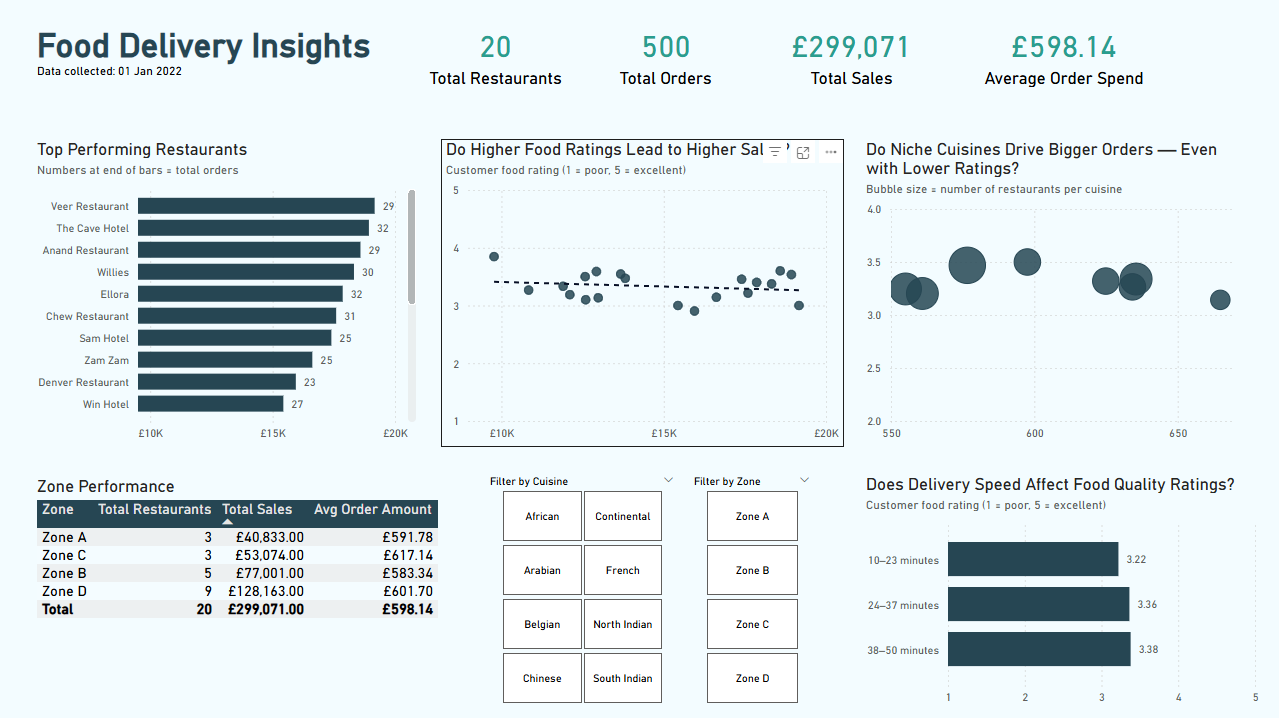 Food Delivery Insights
Data collected: 01 Jan 2022
20
Total Restaurants
500
Total Orders
£299,071
Total Sales
£598.14
Average Order Spend
Top Performing Restaurants
Numbers at end of bars = total orders
Veer Restaurant 29
The Cave Hotel 32
Anand Restaurant 29
Willies 30
Ellora 32
Chew Restaurant 31
Sam Hotel 25
Zam Zam 25
Denver Restaurant 23
Win Hotel 27
£10K £15K £20K
Do Higher Food Ratings Lead to Higher Sal ?
Customer food rating (1 = poor, 5 = excellent)
5
4
3
2
1
£10K £15K £20K
Do Niche Cuisines Drive Bigger Orders — Even
with Lower Ratings?
Bubble size = number of restaurants per cuisine
4.0
3.5
3.0
2.5
2.0
550 600 650
Zone Performance
Zone Total Restaurants Total Sales Avg Order Amount
Zone A 3 £40,833.00 £591.78
Zone C 3 £53,074.00 £617.14
Zone B 5 £77,001.00 £583.34
Zone D 9 £128,163.00 £601.70
Total 20 £299,071.00 £598.14
Filter by Cuisine
African Continental
Arabian French
Belgian North Indian
Chinese South Indian
Filter by Zone
Zone A
Zone B
Zone C
Zone D
Does Delivery Speed Affect Food Quality Ratings?
Customer food rating (1 = poor, 5 = excellent)
10–23 minutes 3.22
24–37 minutes 3.36
38–50 minutes 3.38
1 2 3 4 5